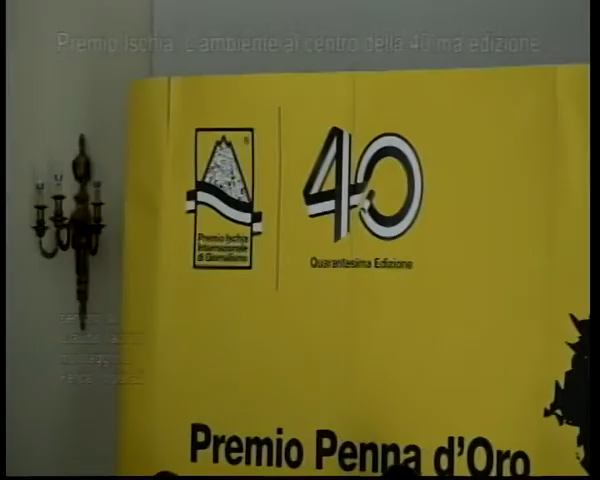 Premio Ischia. L'ambiente al centro della 40 ma edizione
®
Premio Ischia
Internazionale
di Giornalismo
40
Quarantesima Edizione
Premio Penna d'Oro